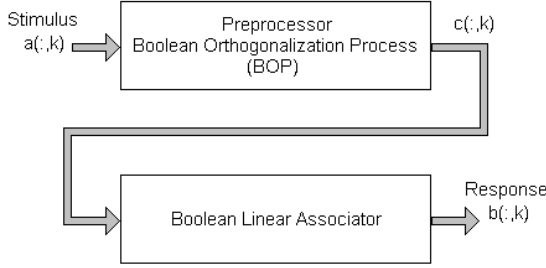 Stimulus
a(:,k)
Preprocessor
Boolean Orthogonalization Process
(BOP)
c(:,k)
Boolean Linear Associator
Response
b(:,k)